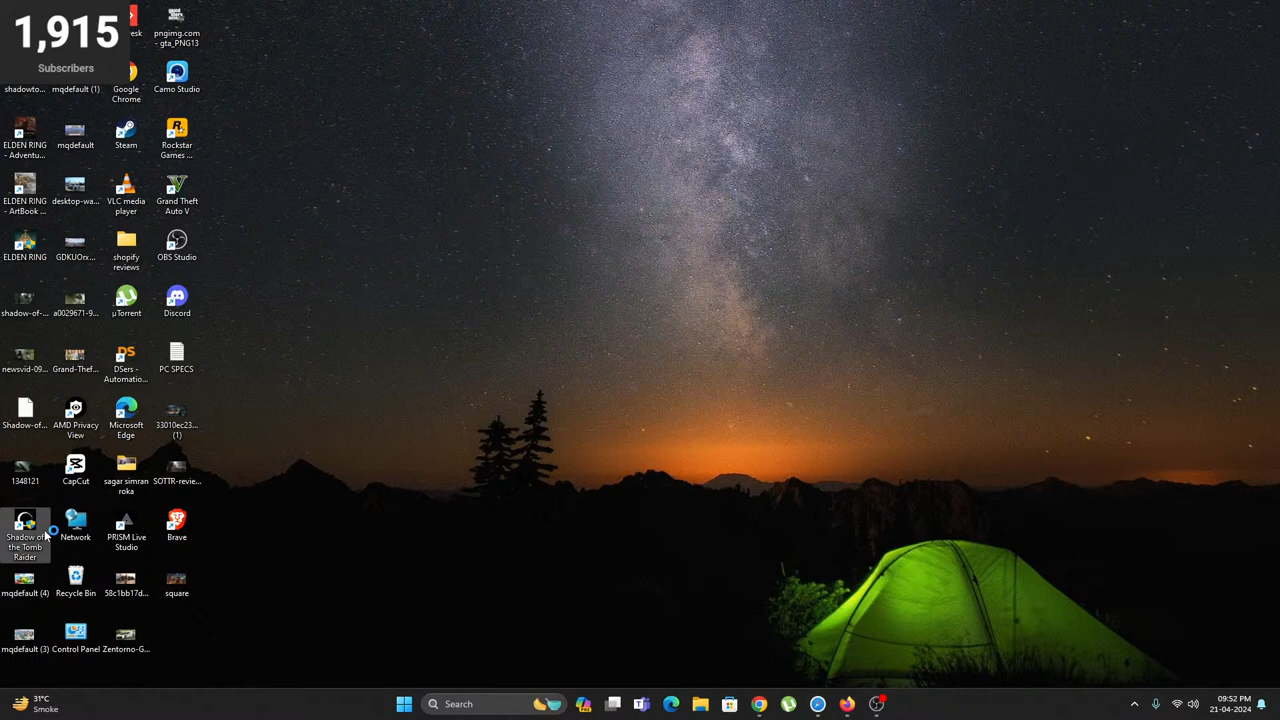 1,915
Subscribers
esk
pngimg.com
- gta_PNG13
shadowto...
mqdefault (1)
Google
Chrome
Camo Studio
ELDEN RING
- Adventu...
mqdefault
Steam
Rockstar
Games ...
ELDEN RING
- ArtBook ...
desktop-wa...
VLC media
player
Grand Theft
Auto V
ELDEN RING
GDKUOrx...
shopify
reviews
OBS Studio
shadow-of-...
a0029671-9...
µTorrent
Discord
newsvid-09...
Grand-Thef...
DS
DSers -
Automatio...
PC SPECS
Shadow-of...
AMD Privacy
View
Microsoft
Edge
33010ec23...
(1)
1348121
CapCut
sagar simran
roka
SOTTR-revie...
Shadow of
the Tomb
Raider
Network
PRISM Live
Studio
Brave
mqdefault (4)
Recycle Bin
58c1bb17d...
square
mqdefault (3)
Control Panel
Zentorno-G...
31°C
Smoke
Search
09:52 PM
21-04-2024